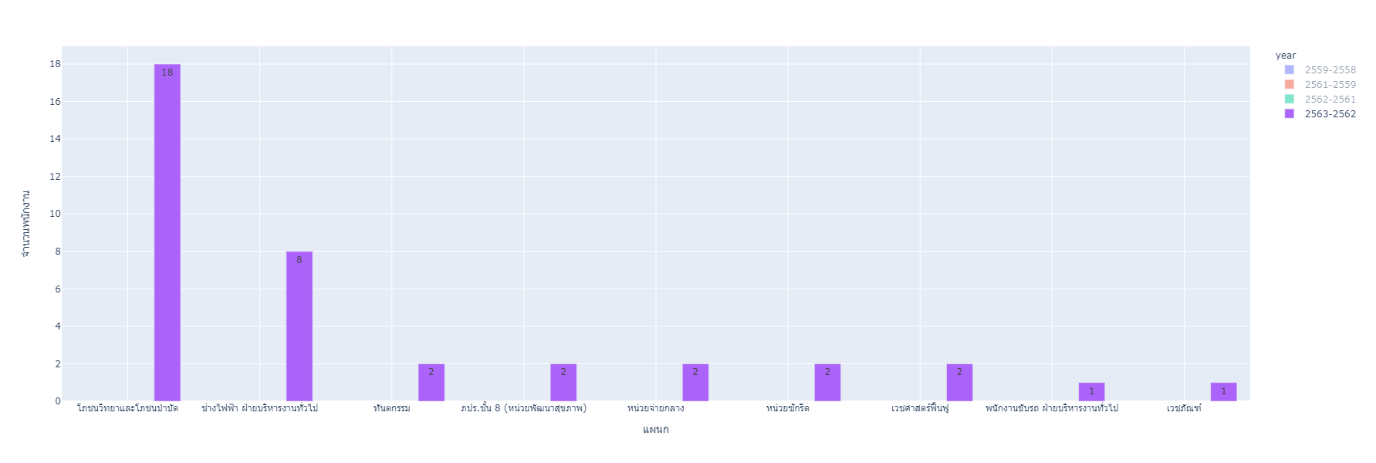 year
2559-2558
2561-2559
2562-2561
2563-2562
18
16
14
12
10
8
6
4
2
0
จำนวนพนักงาน
18
8
2
2
2
2
2
1
1
โภชนวิทยาและโภชนบำบัด
ช่างไฟฟ้า ฝ่ายบริหารงานทั่วไป
ทันตกรรม
ภปร.ชั้น 8 (หน่วยพัฒนาสุขภาพ)
หน่วยจ่ายกลาง
หน่วยซักรีด
เวชศาสตร์ฟื้นฟู
พนักงานขับรถ ฝ่ายบริหารงานทั่วไป
เวชภัณฑ์
แผนก